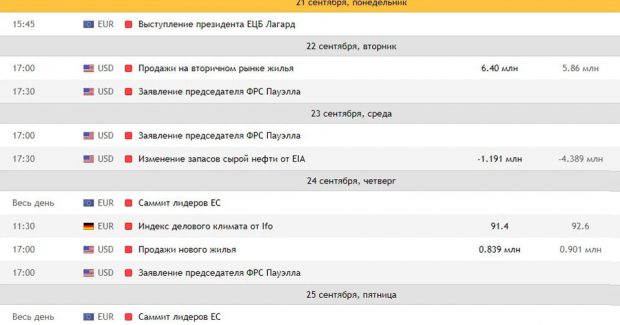 21 сентября, понедельник
15:45 EUR Выступление президента ЕЦБ Лагард
22 сентября, вторник
17:00 USD Продажи на вторичном рынке жилья 6.40 млн 5.86 млн
17:30 USD Заявление председателя ФРС Пауэлла
23 сентября, среда
17:00 USD Заявление председателя ФРС Пауэлла
17:30 USD Изменение запасов сырой нефти от EIA -1.191 млн -4.389 млн
24 сентября, четверг
Весь день EUR Саммит лидеров ЕС
11:30 EUR Индекс делового климата от Ifo 91.4 92.6
17:00 USD Продажи нового жилья 0.839 млн 0.901 млн
17:00 USD Заявление председателя ФРС Пауэлла
25 сентября, пятница
Весь день EUR Саммит лидеров ЕС